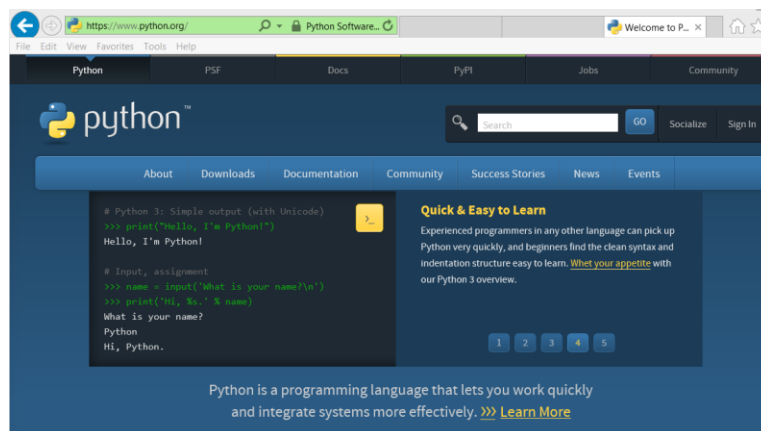 https://www.python.org/
Python Software...
Welcome to P...
File Edit View Favorites Tools Help
Python PSF Docs PyPI Jobs Community
python™
Search GO Socialize Sign In
About Downloads Documentation Community Success Stories News Events
# Python 3: Simple output (with Unicode)
>>> print("Hello, I'm Python!")
Hello, I'm Python!
# Input, assignment
>>> name = input('What is your name?\n')
>>> print('Hi, %s.' % name)
What is your name?
Python
Hi, Python.
>_
Quick & Easy to Learn
Experienced programmers in any other language can pick up
Python very quickly, and beginners find the clean syntax and
indentation structure easy to learn. Whet your appetite with
our Python 3 overview.
1 2 3 4 5
Python is a programming language that lets you work quickly
and integrate systems more effectively. >>> Learn More